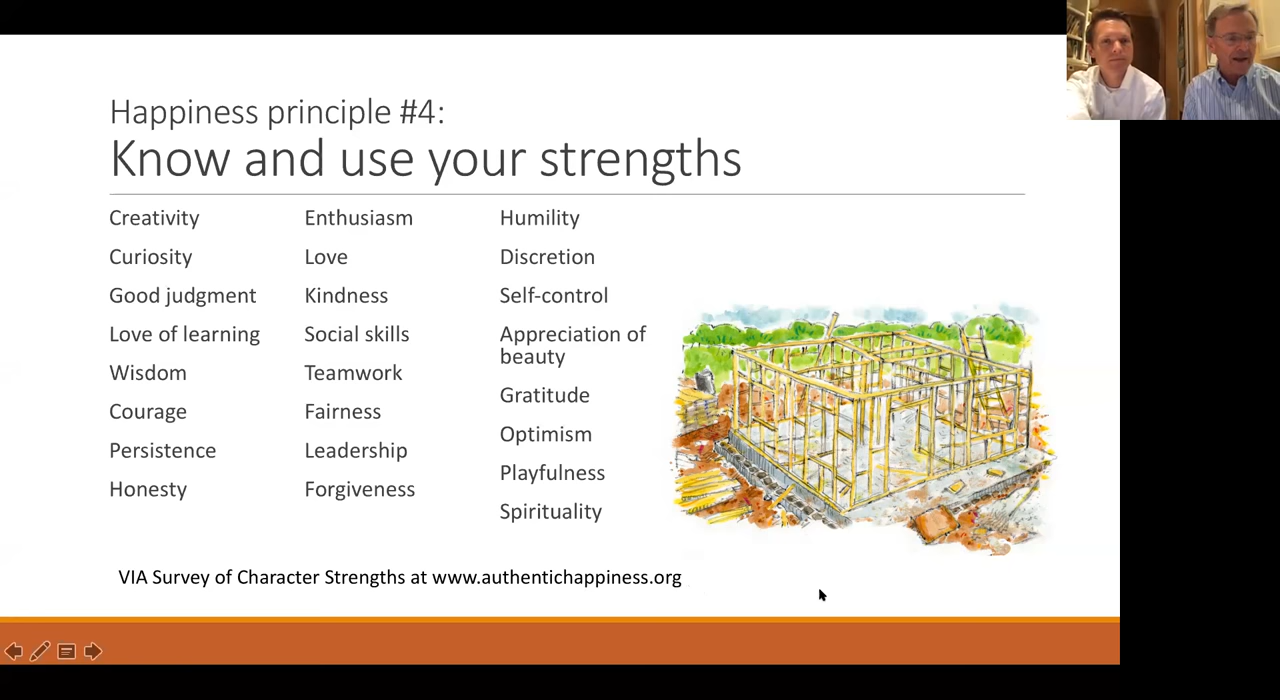 Happiness principle #4:
Know and use your strengths
Creativity
Curiosity
Good judgment
Love of learning
Wisdom
Courage
Persistence
Honesty
Enthusiasm
Love
Kindness
Social skills
Teamwork
Fairness
Leadership
Forgiveness
Humility
Discretion
Self-control
Appreciation of
beauty
Gratitude
Optimism
Playfulness
Spirituality
VIA Survey of Character Strengths at www.authentichappiness.org